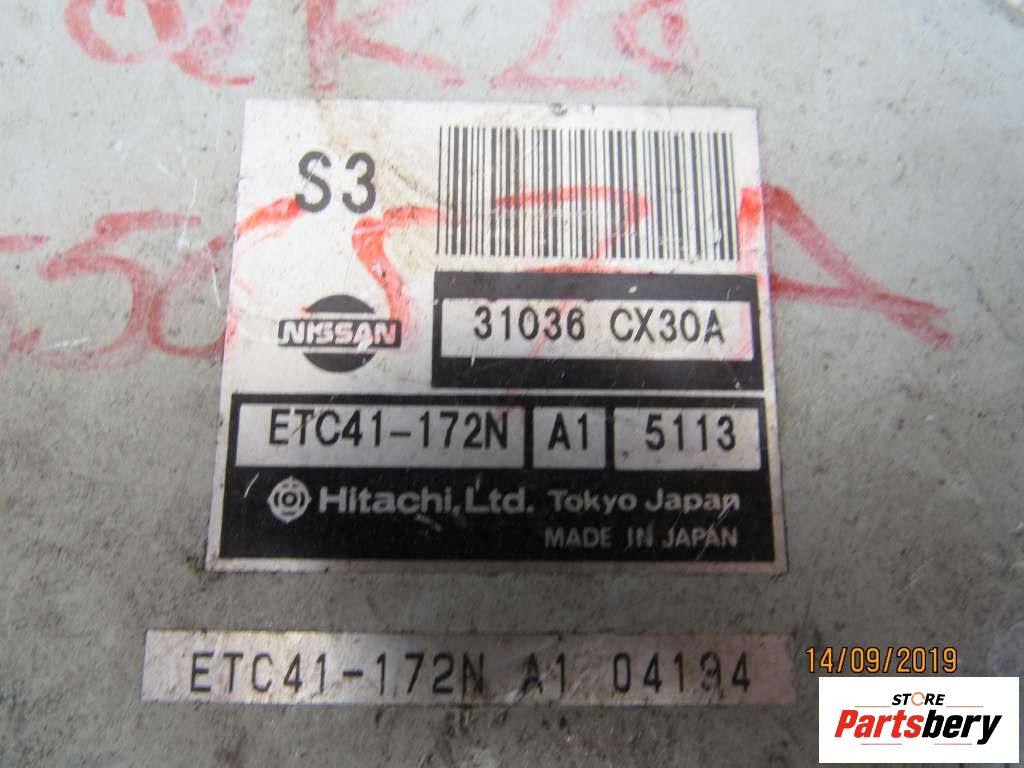 S3
NISSAN
31036 CX30A
ETC41-172N A1 5113
Hitachi,Ltd. Tokyo Japan
MADE IN JAPAN
ETC41-172N A1 04194
14/09/2019
STORE
Partsbery